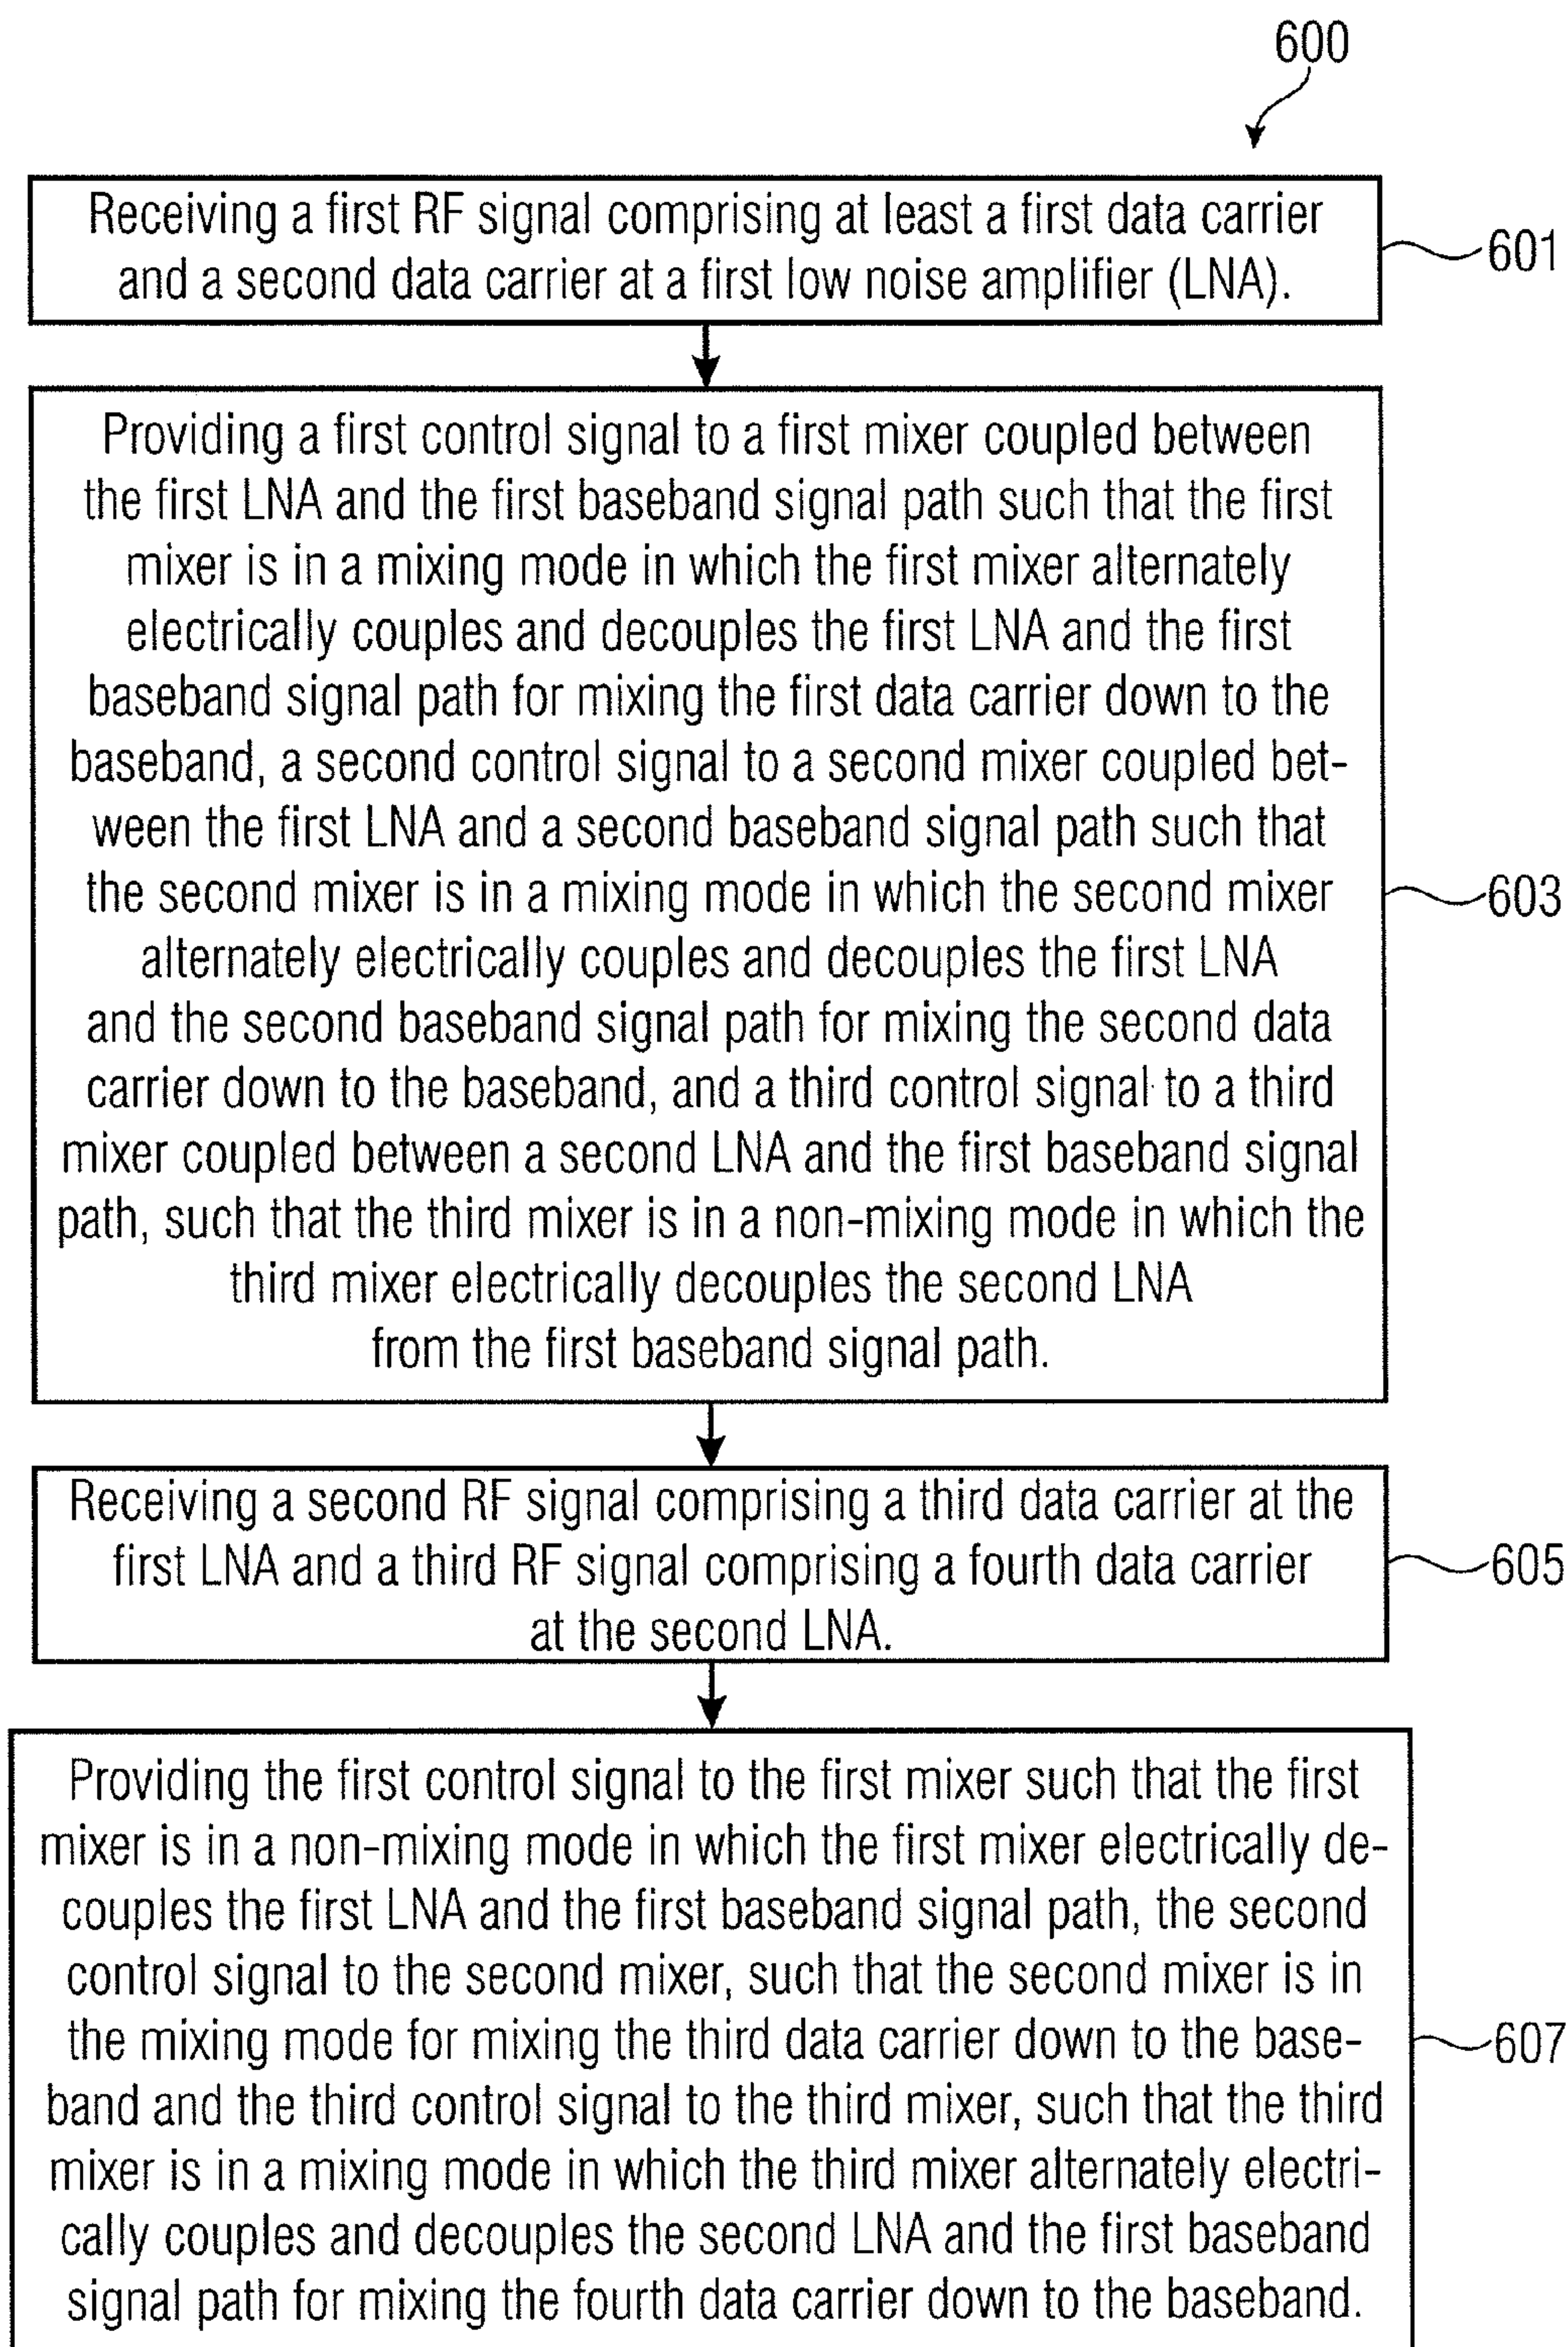 600
Receiving a first RF signal comprising at least a first data carrier
and a second data carrier at a first low noise amplifier (LNA).
601
Providing a first control signal to a first mixer coupled between
the first LNA and the first baseband signal path such that the first
mixer is in a mixing mode in which the first mixer alternately
electrically couples and decouples the first LNA and the first
baseband signal path for mixing the first data carrier down to the
baseband, a second control signal to a second mixer coupled bet-
ween the first LNA and a second baseband signal path such that
the second mixer is in a mixing mode in which the second mixer
alternately electrically couples and decouples the first LNA
and the second baseband signal path for mixing the second data
carrier down to the baseband, and a third control signal to a third
mixer coupled between a second LNA and the first baseband signal
path, such that the third mixer is in a non-mixing mode in which the
third mixer electrically decouples the second LNA
from the first baseband signal path.
603
Receiving a second RF signal comprising a third data carrier at the
first LNA and a third RF signal comprising a fourth data carrier
at the second LNA.
605
Providing the first control signal to the first mixer such that the first
mixer is in a non-mixing mode in which the first mixer electrically de-
couples the first LNA and the first baseband signal path, the second
control signal to the second mixer, such that the second mixer is in
the mixing mode for mixing the third data carrier down to the base-
band and the third control signal to the third mixer, such that the third
mixer is in a mixing mode in which the third mixer alternately electri-
cally couples and decouples the second LNA and the first baseband
signal path for mixing the fourth data carrier down to the baseband.
607